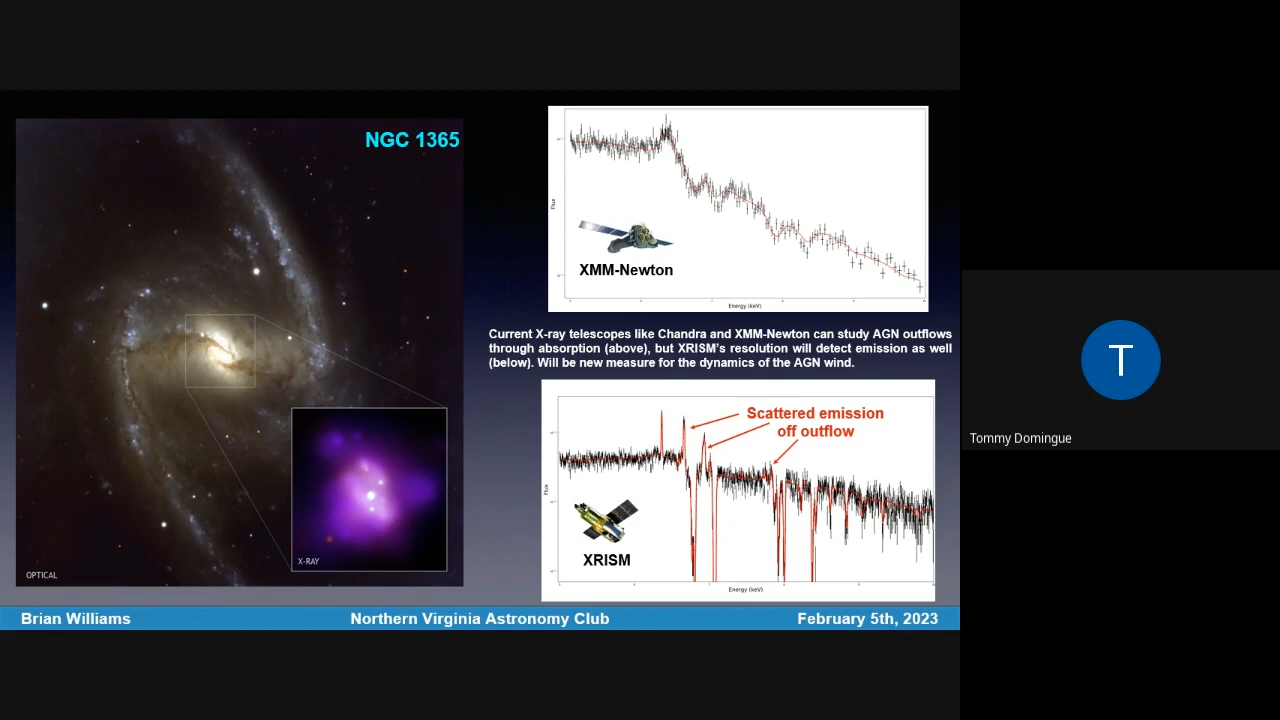 NGC 1365
OPTICAL
X-RAY
Flux
XMM-Newton
Energy (keV)
Current X-ray telescopes like Chandra and XMM-Newton can study AGN outflows
through absorption (above), but XRISM's resolution will detect emission as well
(below). Will be new measure for the dynamics of the AGN wind.
Scattered emission
off outflow
Flux
XRISM
Energy (keV)
Brian Williams
Northern Virginia Astronomy Club
February 5th, 2023
T
Tommy Domingue